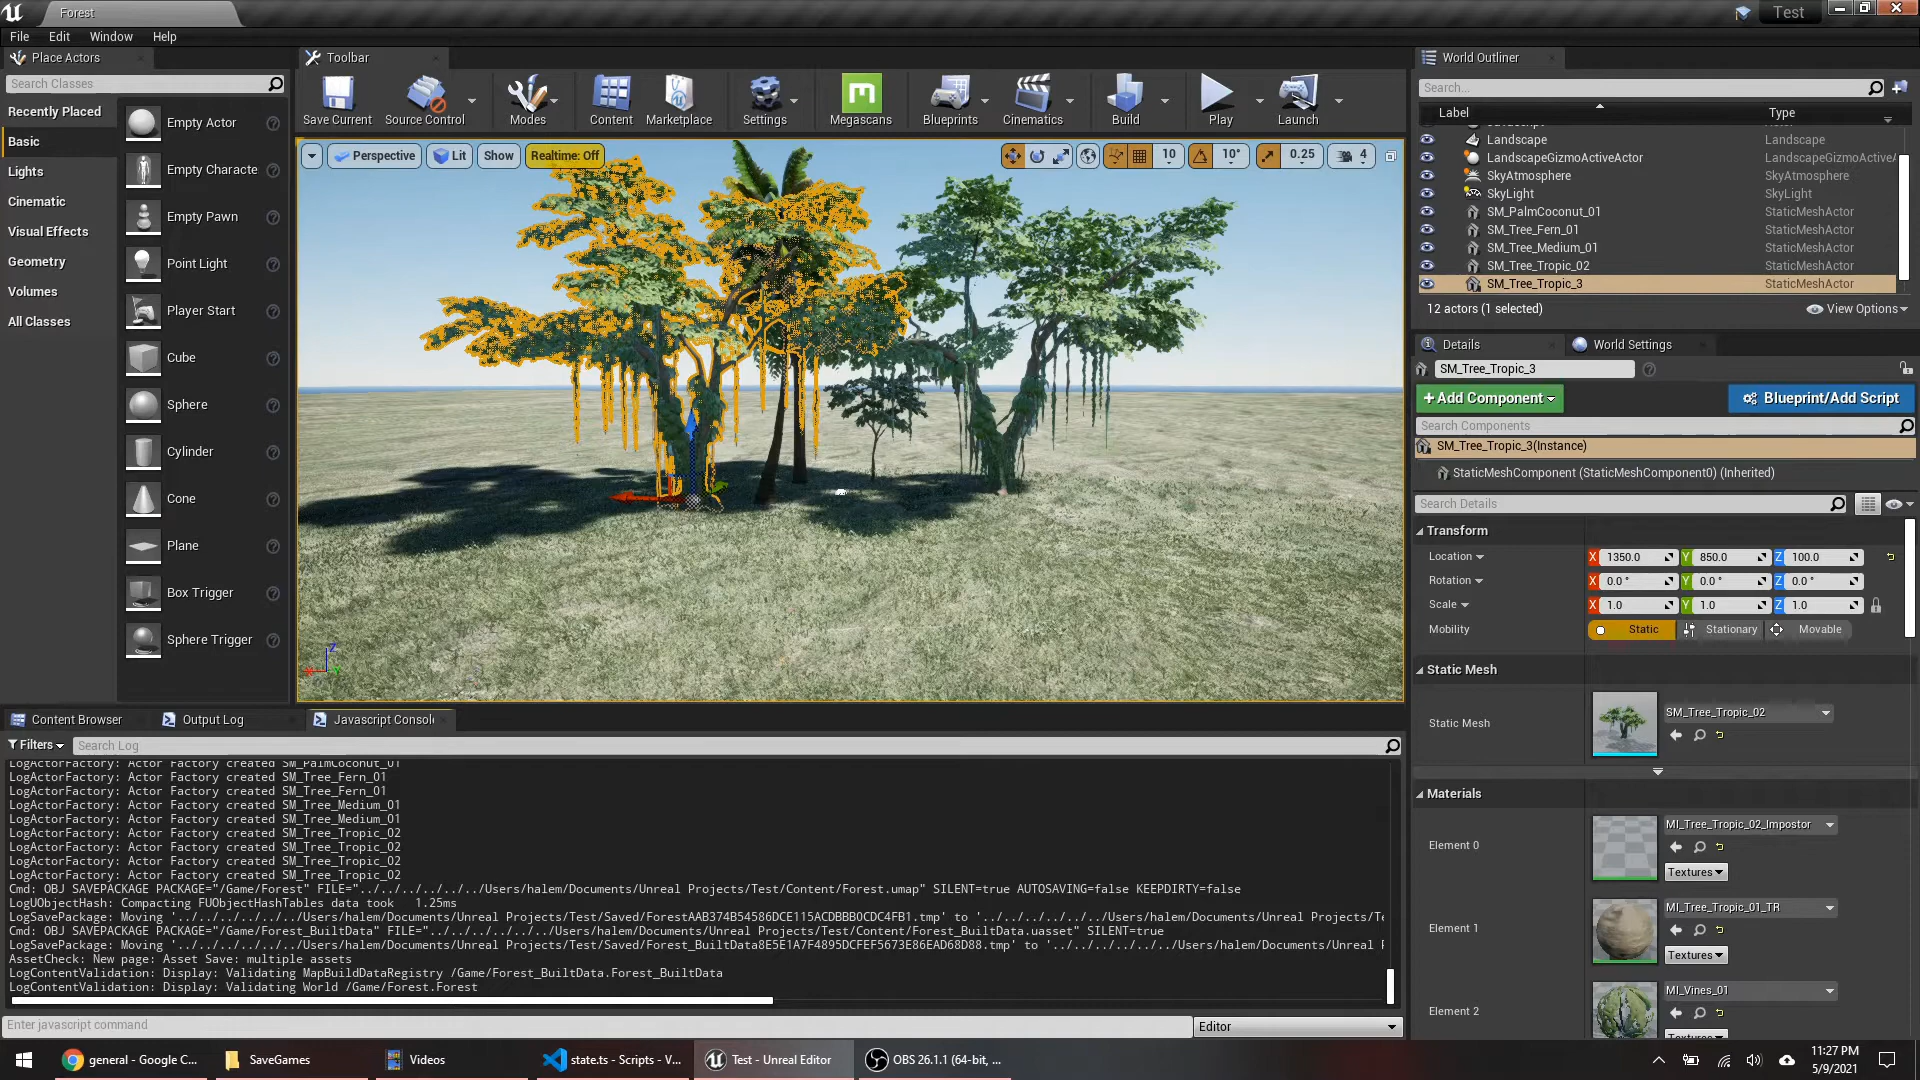 Forest
Test
File
Edit
Window
Help
Place Actors
Search Classes
Recently Placed
Basic
Lights
Cinematic
Visual Effects
Geometry
Volumes
All Classes
Empty Actor
Empty Characte
Empty Pawn
Point Light
Player Start
Cube
Sphere
Cylinder
Cone
Plane
Box Trigger
Sphere Trigger
Toolbar
Save Current
Source Control
Modes
Content
Marketplace
Settings
Megascans
Blueprints
Cinematics
Build
Play
Launch
Perspective
Lit
Show
Realtime: Off
10
10°
0.25
4
World Outliner
Search...
Label
Type
Landscape
Landscape
LandscapeGizmoActiveActor
LandscapeGizmoActiveA
SkyAtmosphere
SkyAtmosphere
SkyLight
SkyLight
SM_PalmCoconut_01
StaticMeshActor
SM_Tree_Fern_01
StaticMeshActor
SM_Tree_Medium_01
StaticMeshActor
SM_Tree_Tropic_02
StaticMeshActor
SM_Tree_Tropic_3
StaticMeshActor
12 actors (1 selected)
View Options
Details
World Settings
SM_Tree_Tropic_3
+Add Component
Blueprint/Add Script
Search Components
SM_Tree_Tropic_3(Instance)
StaticMeshComponent (StaticMeshComponent0) (Inherited)
Search Details
Transform
Location
X 1350.0
Y 850.0
Z 100.0
Rotation
X 0.0 °
Y 0.0 °
Z 0.0 °
Scale
X 1.0
Y 1.0
Z 1.0
Mobility
Static
Stationary
Movable
Static Mesh
Static Mesh
SM_Tree_Tropic_02
Materials
Element 0
MI_Tree_Tropic_02_Impostor
Textures
Element 1
MI_Tree_Tropic_01_TR
Textures
Element 2
MI_Vines_01
Content Browser
Output Log
Javascript Console
Filters
Search Log
LogActorFactory: Actor Factory created SM_PalmCoconut_01
LogActorFactory: Actor Factory created SM_Tree_Fern_01
LogActorFactory: Actor Factory created SM_Tree_Fern_01
LogActorFactory: Actor Factory created SM_Tree_Medium_01
LogActorFactory: Actor Factory created SM_Tree_Medium_01
LogActorFactory: Actor Factory created SM_Tree_Tropic_02
LogActorFactory: Actor Factory created SM_Tree_Tropic_02
LogActorFactory: Actor Factory created SM_Tree_Tropic_02
LogActorFactory: Actor Factory created SM_Tree_Tropic_02
Cmd: OBJ SAVEPACKAGE PACKAGE="/Game/Forest" FILE="../../../../../../Users/halem/Documents/Unreal Projects/Test/Content/Forest.umap" SILENT=true AUTOSAVING=false KEEPDIRTY=false
LogUObjectHash: Compacting FUObjectHashTables data took 1.25ms
LogSavePackage: Moving '../../../../../../Users/halem/Documents/Unreal Projects/Test/Saved/ForestAAB374B54586DCE115ACDBBB0CDC4FB1.tmp' to '../../../../../../Users/halem/Documents/Unreal Projects/Te
Cmd: OBJ SAVEPACKAGE PACKAGE="/Game/Forest_BuiltData" FILE="../../../../../../Users/halem/Documents/Unreal Projects/Test/Content/Forest_BuiltData.uasset" SILENT=true
LogSavePackage: Moving '../../../../../../Users/halem/Documents/Unreal Projects/Test/Saved/Forest_BuiltData8E5E1A7F4895DCFEF5673E86EAD68D88.tmp' to '../../../../../../Users/halem/Documents/Unreal P
AssetCheck: New page: Asset Save: multiple assets
LogContentValidation: Display: Validating MapBuildDataRegistry /Game/Forest_BuiltData.Forest_BuiltData
LogContentValidation: Display: Validating World /Game/Forest.Forest
Enter javascript command
Editor
general - Google C...
SaveGames
Videos
state.ts - Scripts - V...
Test - Unreal Editor
OBS 26.1.1 (64-bit, ...
11:27 PM
5/9/2021